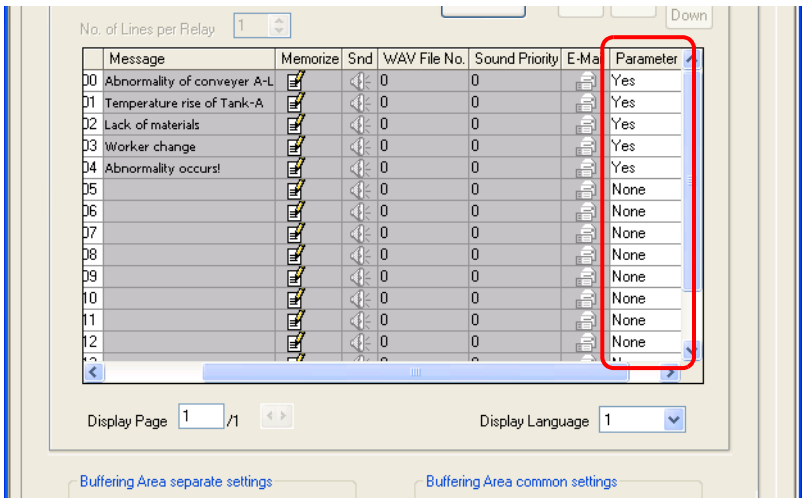 Down
No. of Lines per Relay 1
Message Memorize Snd WAV File No. Sound Priority E-Ma Parameter
00 Abnormality of conveyer A-L 0 0 Yes
01 Temperature rise of Tank-A 0 0 Yes
02 Lack of materials 0 0 Yes
03 Worker change 0 0 Yes
04 Abnormality occurs! 0 0 Yes
05 0 0 None
06 0 0 None
07 0 0 None
08 0 0 None
09 0 0 None
10 0 0 None
11 0 0 None
12 0 0 None
Display Page 1 /1 Display Language 1
Buffering Area separate settings Buffering Area common settings